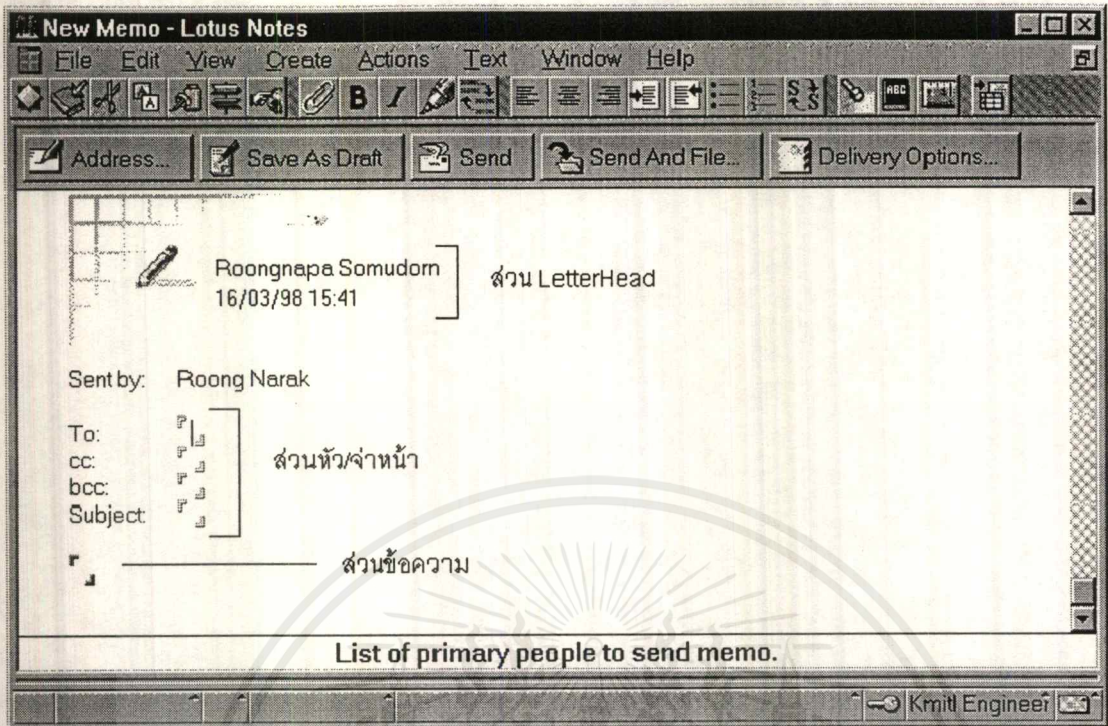 New Memo - Lotus Notes
File Edit View Create Actions Text Window Help
Address... Save As Draft Send Send And File... Delivery Options...
Roongnapa Somudorn ส่วน LetterHead
16/03/98 15:41
Sent by: Roong Narak
To:
cc: ส่วนหัว/จ่าหน้า
bcc:
Subject:
ส่วนข้อความ
List of primary people to send memo.
Kmitl Engineer